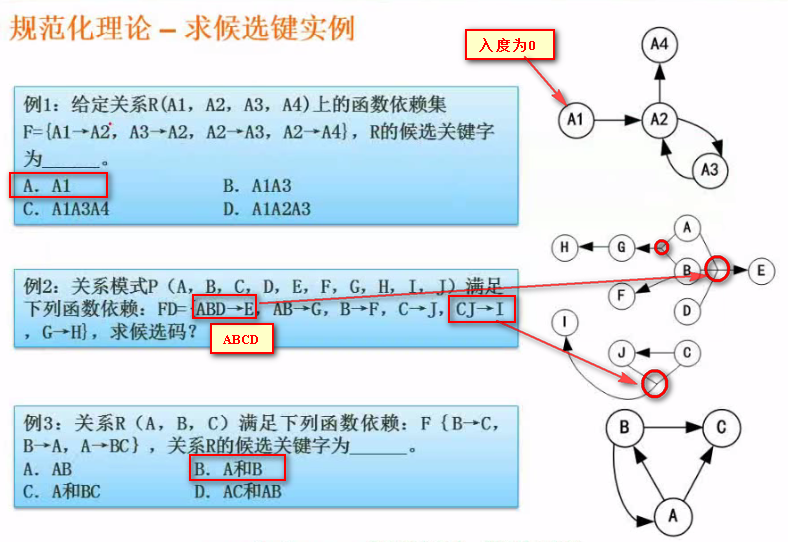 规范化理论 – 求候选键实例
入度为0
例1：给定关系R(A1，A2，A3，A4)上的函数依赖集
F={A1→A2，A3→A2，A2→A3，A2→A4}，R的候选关键字
为______。
A．A1
B．A1A3
C．A1A3A4
D．A1A2A3
A4
A1
A2
A3
例2：关系模式P（A，B，C，D，E，F，G，H，I，J）满足
下列函数依赖：FD={ABD→E，AB→G，B→F，C→J，CJ→I
，G→H}，求候选码？
ABCD
A
H
G
B
E
F
D
I
J
C
例3：关系R（A，B，C）满足下列函数依赖：F｛B→C，
B→A，A→BC｝，关系R的候选关键字为______。
A．AB
B．A和B
C．A和BC
D．AC和AB
B
C
A